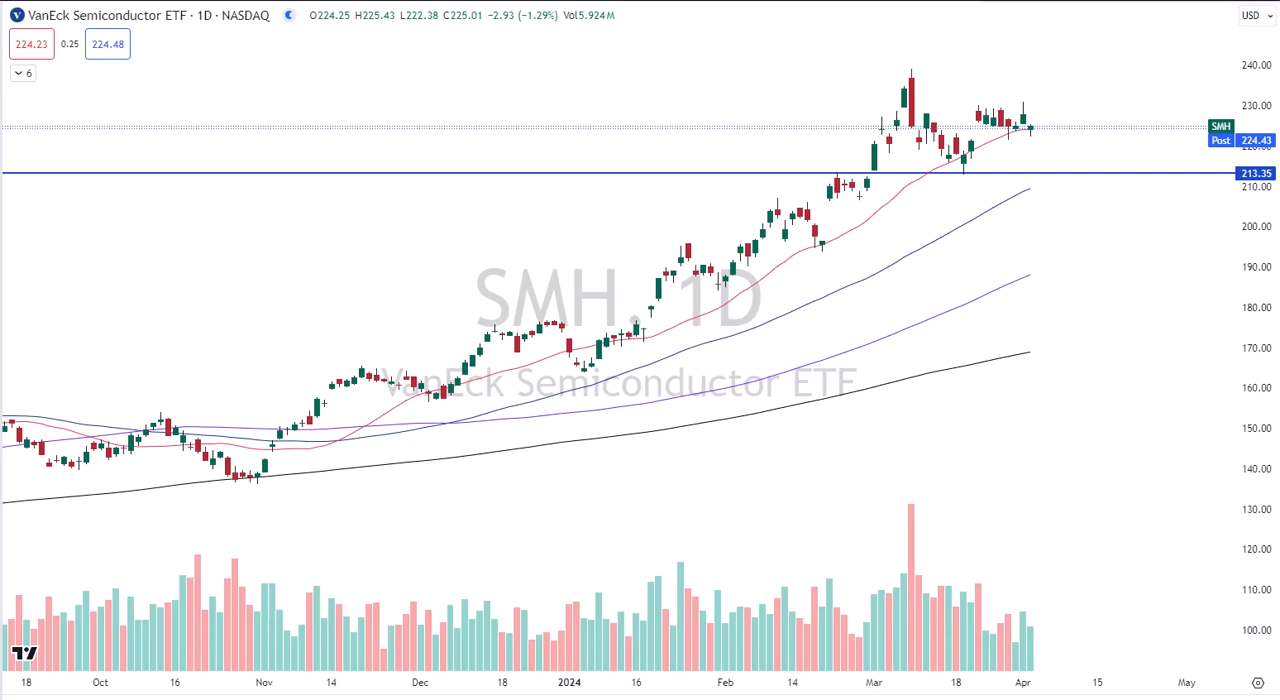 VanEck Semiconductor ETF · 1D · NASDAQ O224.25 H225.43 L222.38 C225.01 −2.93 (−1.29%) Vol5.924M
USD
224.23 0.25 224.48
6
240.00
230.00
SMH
Post 224.43
220.00
213.35
210.00
200.00
190.00
SMH, 1D
180.00
170.00
VanEck Semiconductor ETF
160.00
150.00
140.00
130.00
120.00
110.00
100.00
18 Oct 16 Nov 14 Dec 18 2024 16 Feb 14 Mar 18 Apr 15 May